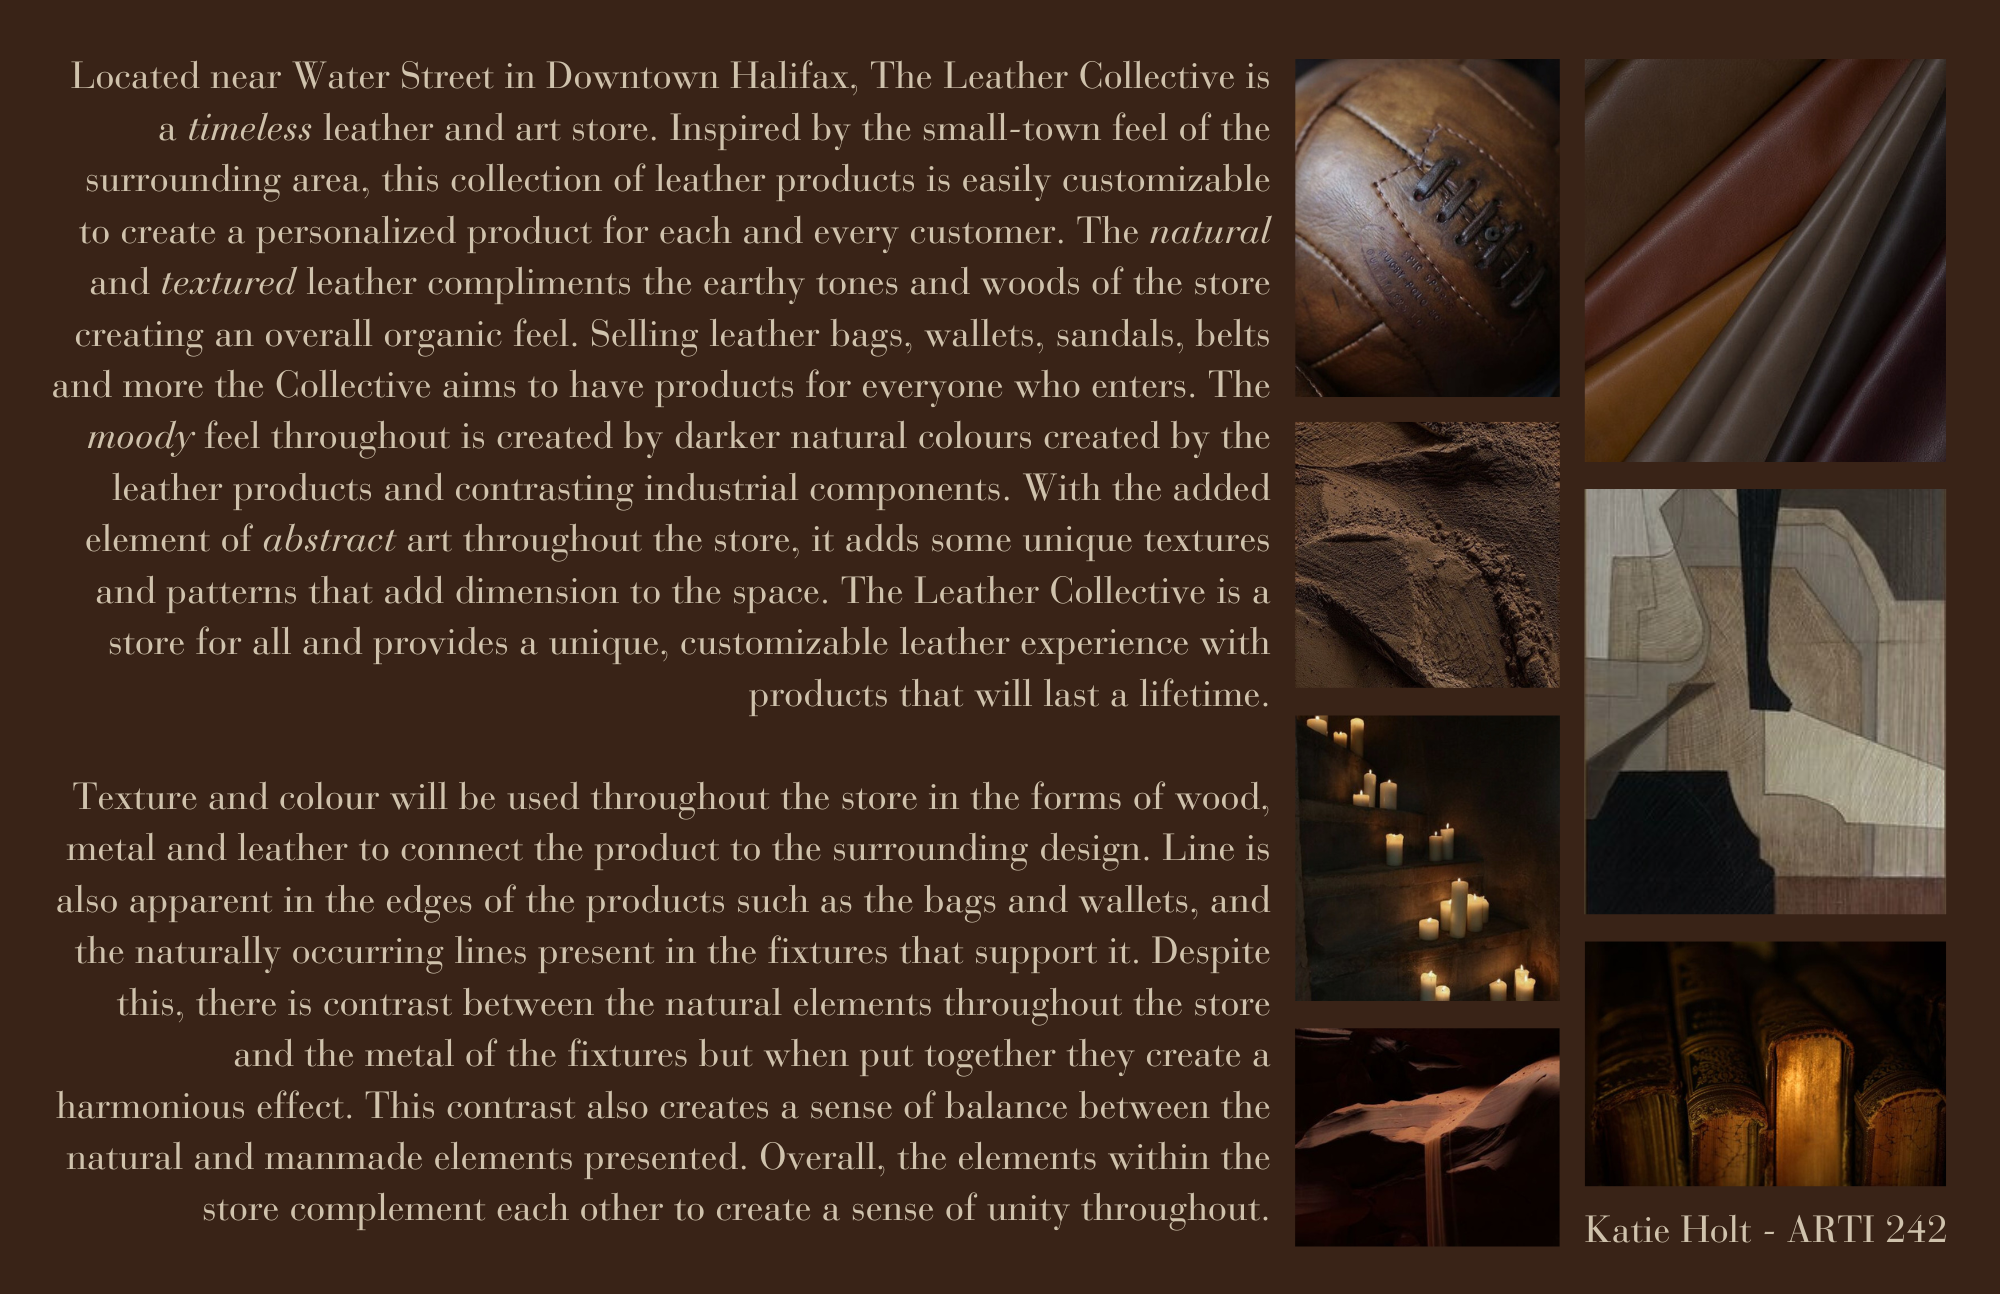 Located near Water Street in Downtown Halifax, The Leather Collective is
a timeless leather and art store. Inspired by the small-town feel of the
surrounding area, this collection of leather products is easily customizable
to create a personalized product for each and every customer. The natural
and textured leather compliments the earthy tones and woods of the store
creating an overall organic feel. Selling leather bags, wallets, sandals, belts
and more the Collective aims to have products for everyone who enters. The
moody feel throughout is created by darker natural colours created by the
leather products and contrasting industrial components. With the added
element of abstract art throughout the store, it adds some unique textures
and patterns that add dimension to the space. The Leather Collective is a
store for all and provides a unique, customizable leather experience with
products that will last a lifetime.
Texture and colour will be used throughout the store in the forms of wood,
metal and leather to connect the product to the surrounding design. Line is
also apparent in the edges of the products such as the bags and wallets, and
the naturally occurring lines present in the fixtures that support it. Despite
this, there is contrast between the natural elements throughout the store
and the metal of the fixtures but when put together they create a
harmonious effect. This contrast also creates a sense of balance between the
natural and manmade elements presented. Overall, the elements within the
store complement each other to create a sense of unity throughout.
Katie Holt - ARTI 242